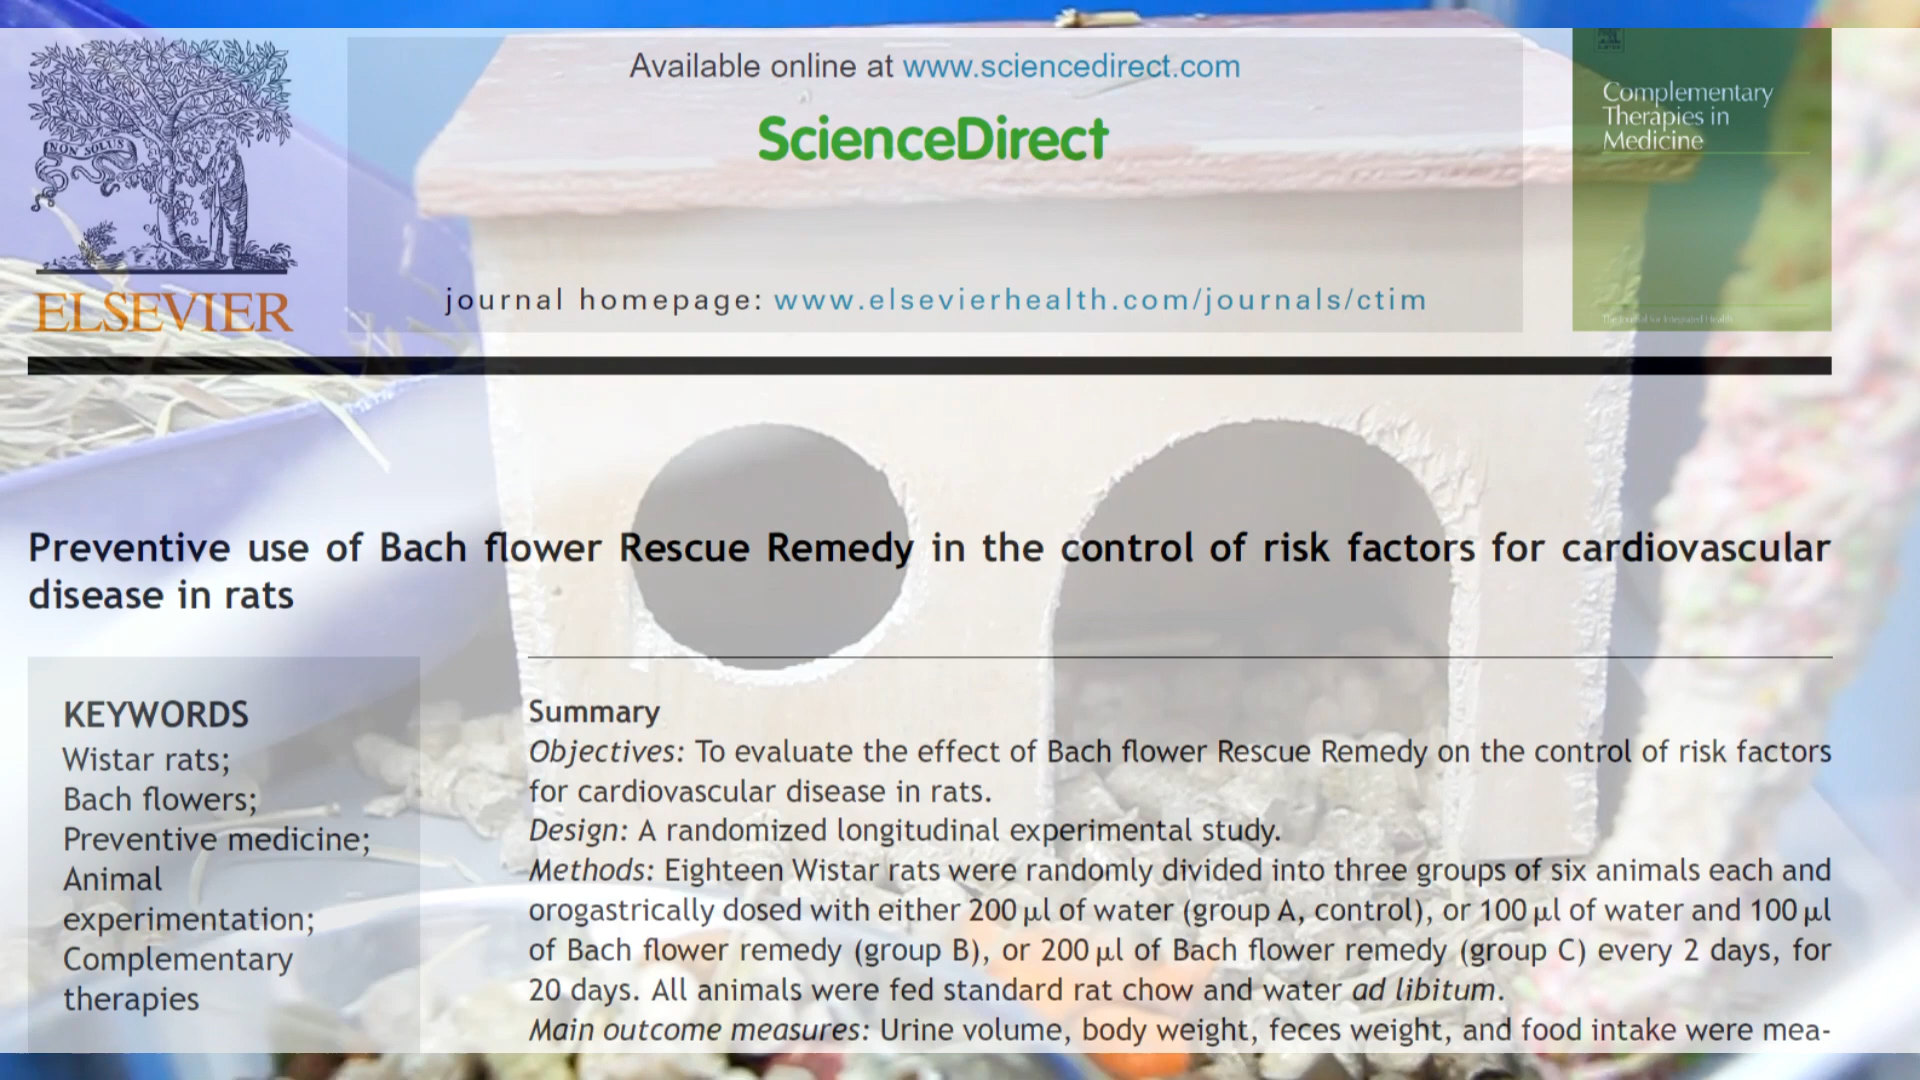 NON SOLUS
ELSEVIER
Available online at www.sciencedirect.com
ScienceDirect
journal homepage: www.elsevierhealth.com/journals/ctim
Complementary
Therapies in
Medicine
Preventive use of Bach flower Rescue Remedy in the control of risk factors for cardiovascular
disease in rats
KEYWORDS
Wistar rats;
Bach flowers;
Preventive medicine;
Animal
experimentation;
Complementary
therapies
Summary
Objectives: To evaluate the effect of Bach flower Rescue Remedy on the control of risk factors
for cardiovascular disease in rats.
Design: A randomized longitudinal experimental study.
Methods: Eighteen Wistar rats were randomly divided into three groups of six animals each and
orogastrically dosed with either 200 µl of water (group A, control), or 100 µl of water and 100 µl
of Bach flower remedy (group B), or 200 µl of Bach flower remedy (group C) every 2 days, for
20 days. All animals were fed standard rat chow and water ad libitum.
Main outcome measures: Urine volume, body weight, feces weight, and food intake were mea-